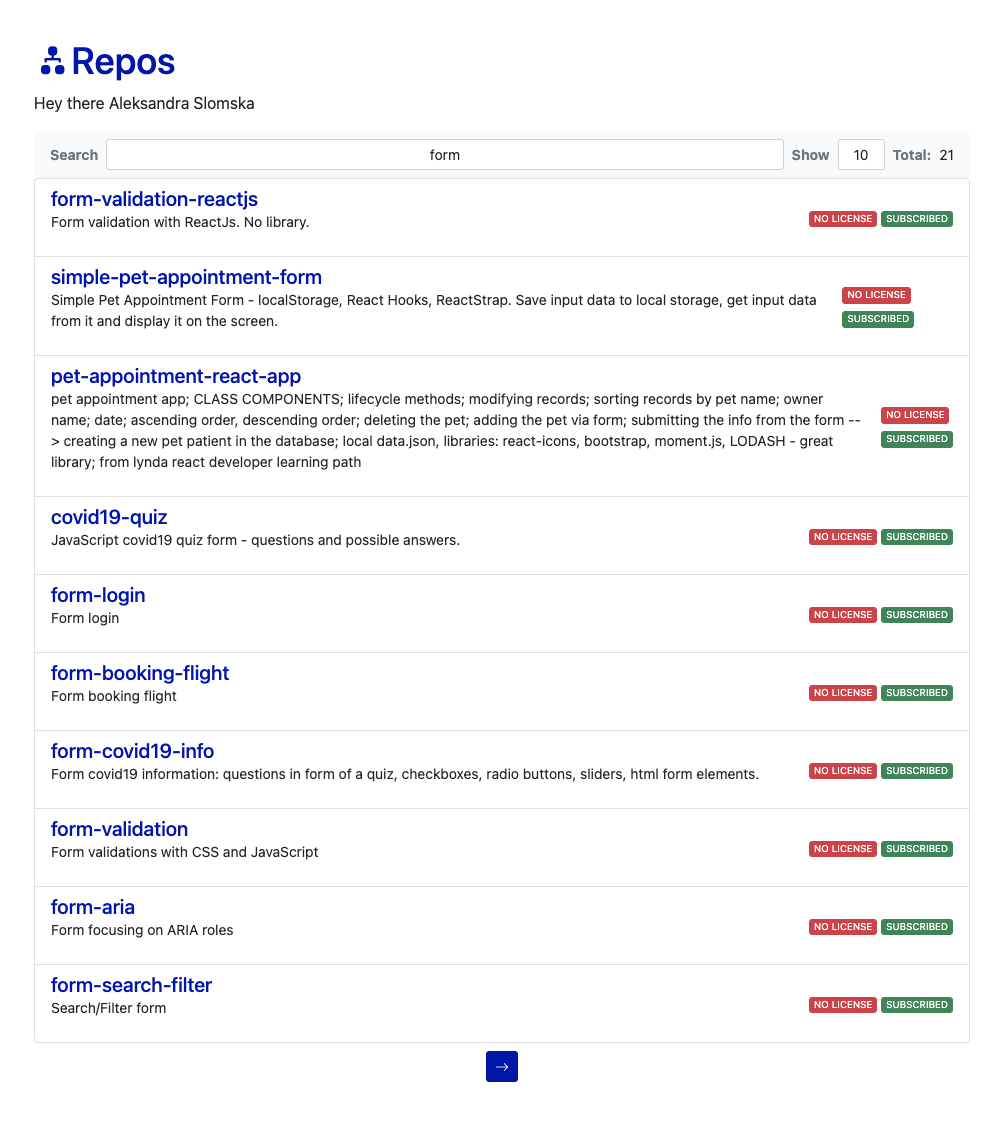 Repos
Hey there Aleksandra Slomska
Search form Show 10 Total: 21
form-validation-reactjs
Form validation with ReactJs. No library.
NO LICENSE SUBSCRIBED
simple-pet-appointment-form
Simple Pet Appointment Form - localStorage, React Hooks, ReactStrap. Save input data to local storage, get input data
from it and display it on the screen.
NO LICENSE
SUBSCRIBED
pet-appointment-react-app
pet appointment app; CLASS COMPONENTS; lifecycle methods; modifying records; sorting records by pet name; owner
name; date; ascending order, descending order; deleting the pet; adding the pet via form; submitting the info from the form --
> creating a new pet patient in the database; local data.json, libraries: react-icons, bootstrap, moment.js, LODASH - great
library; from lynda react developer learning path
NO LICENSE
SUBSCRIBED
covid19-quiz
JavaScript covid19 quiz form - questions and possible answers.
NO LICENSE SUBSCRIBED
form-login
Form login
NO LICENSE SUBSCRIBED
form-booking-flight
Form booking flight
NO LICENSE SUBSCRIBED
form-covid19-info
Form covid19 information: questions in form of a quiz, checkboxes, radio buttons, sliders, html form elements.
NO LICENSE SUBSCRIBED
form-validation
Form validations with CSS and JavaScript
NO LICENSE SUBSCRIBED
form-aria
Form focusing on ARIA roles
NO LICENSE SUBSCRIBED
form-search-filter
Search/Filter form
NO LICENSE SUBSCRIBED